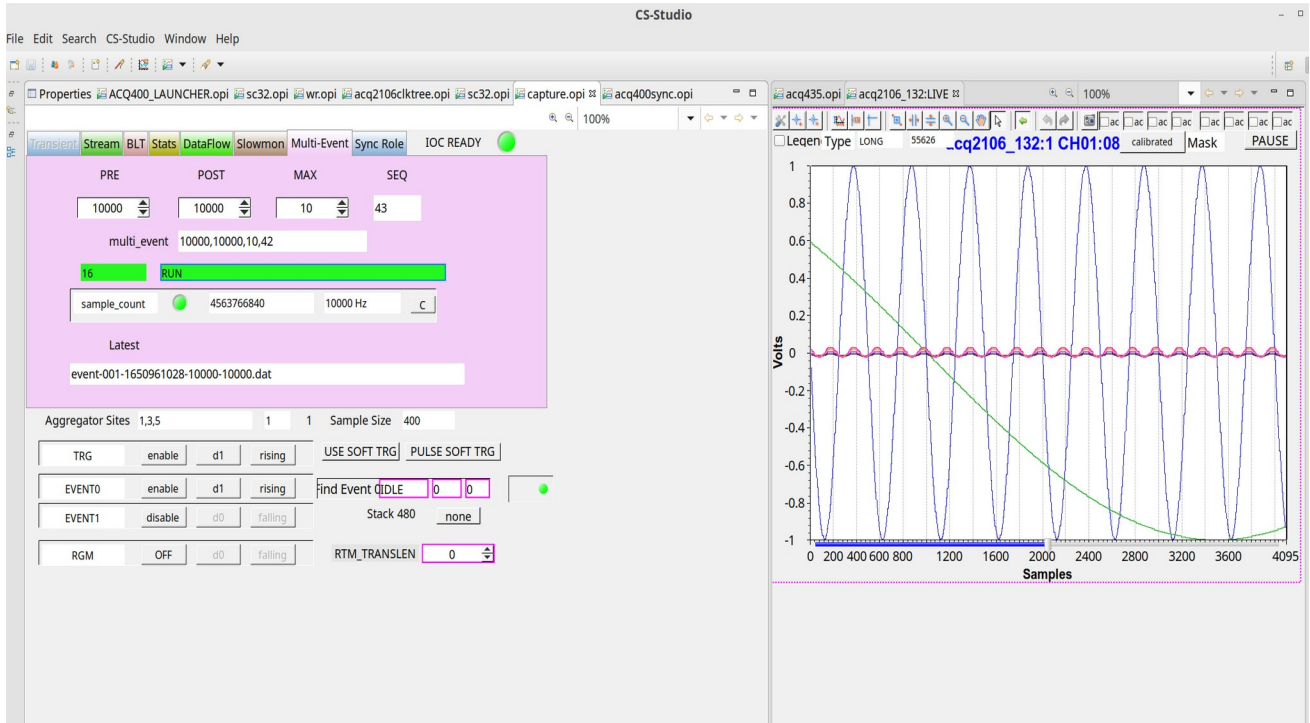 CS-Studio
File Edit Search CS-Studio Window Help
Properties ACQ400_LAUNCHER.opi sc32.opi wr.opi acq2106clktree.opi sc32.opi capture.opi acq400sync.opi
100%
Transient Stream BLT Stats DataFlow Slowmon Multi-Event Sync Role IOC READY
PRE POST MAX SEQ
10000 10000 10 43
multi_event 10000,10000,10,42
16 RUN
sample_count 4563766840 10000 Hz C
Latest
event-001-1650961028-10000-10000.dat
Aggregator Sites 1,3,5 1 1 Sample Size 400
TRG enable d1 rising USE SOFT TRG PULSE SOFT TRG
EVENT0 enable d1 rising Find Event 0 IDLE 0 0
EVENT1 disable d0 falling Stack 480 none
RGM OFF d0 falling RTM_TRANSLEN 0
acq435.opi acq2106_132:LIVE 100%
ac ac ac ac ac ac ac ac
Legen Type LONG 55626 cq2106_132:1 CH01:08 calibrated Mask PAUSE
1
0.8
0.6
0.4
0.2
0
-0.2
-0.4
-0.6
-0.8
-1
Volts
0 200 400 600 800 1200 1600 2000 2400 2800 3200 3600 4095
Samples